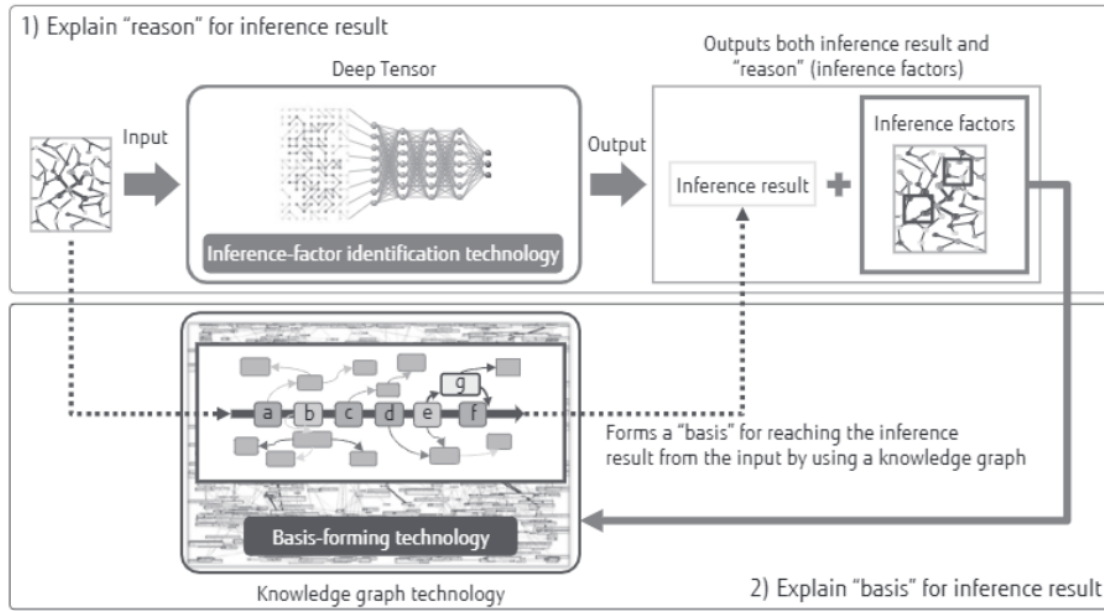 1) Explain “reason” for inference result
Deep Tensor
Outputs both inference result and
“reason” (inference factors)
Input
Output
Inference factors
Inference result
Inference-factor identification technology
a
b
c
d
e
f
g
Forms a “basis” for reaching the inference
result from the input by using a knowledge graph
Basis-forming technology
Knowledge graph technology
2) Explain “basis” for inference result